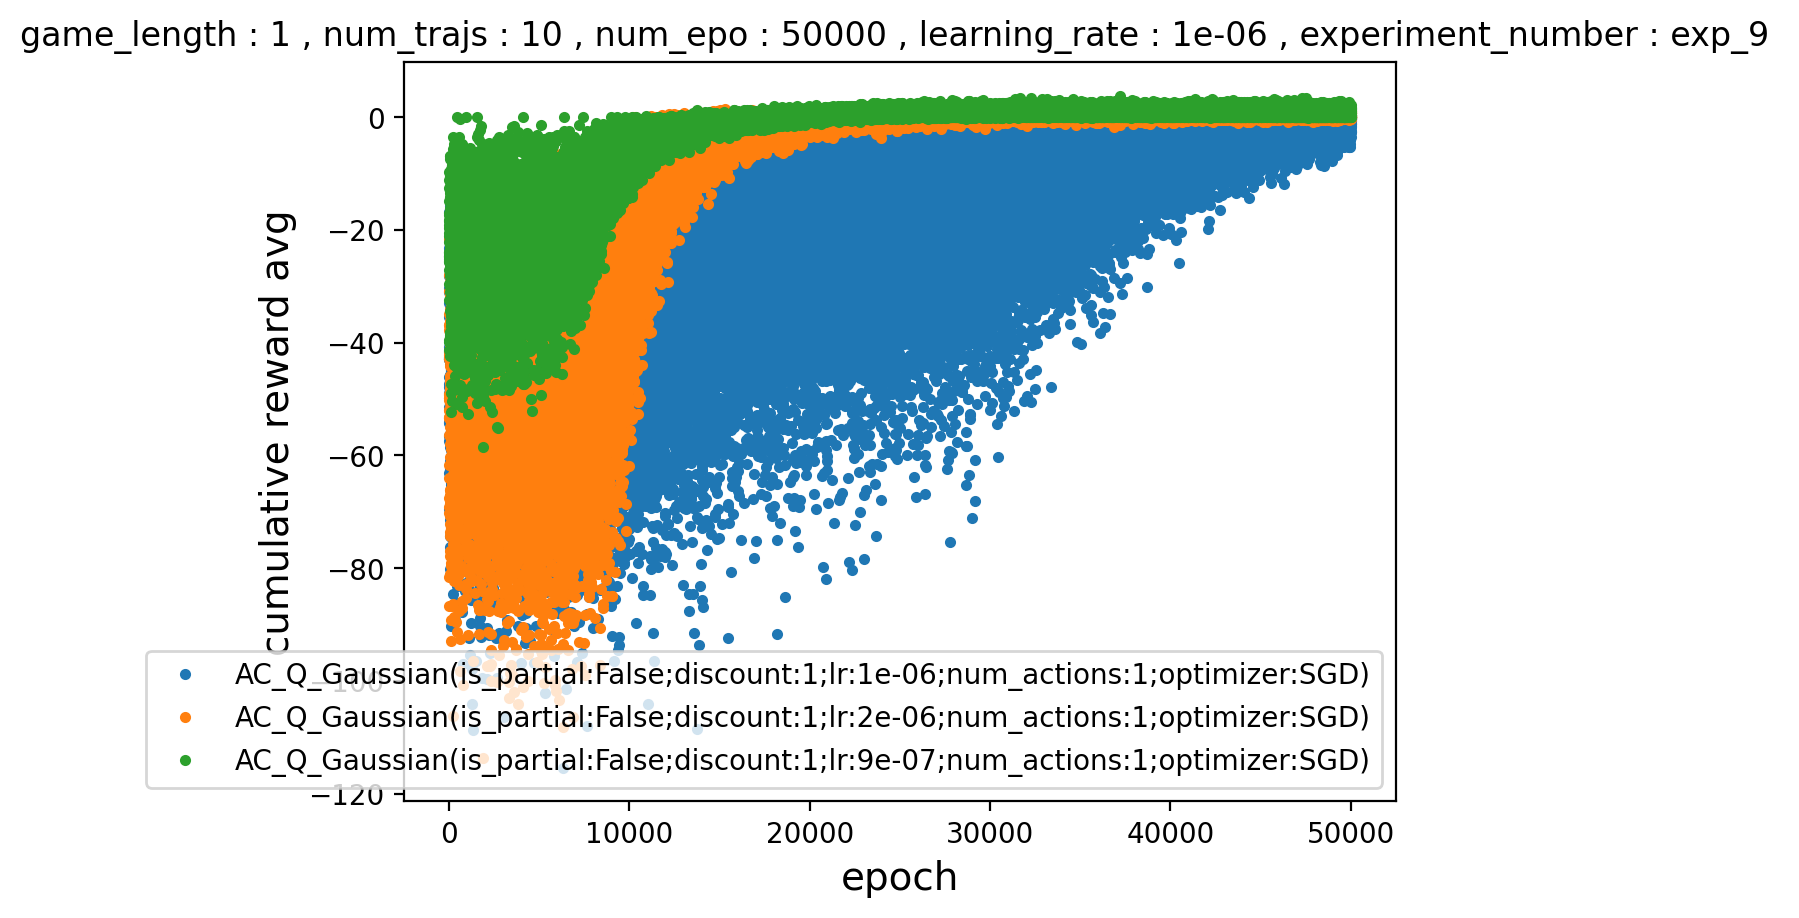 game_length : 1 , num_trajs : 10 , num_epo : 50000 , learning_rate : 1e-06 , experiment_number : exp_9
cumulative reward avg
0
−20
−40
−60
−80
−100
−120
AC_Q_Gaussian(is_partial:False;discount:1;lr:1e-06;num_actions:1;optimizer:SGD)
AC_Q_Gaussian(is_partial:False;discount:1;lr:2e-06;num_actions:1;optimizer:SGD)
AC_Q_Gaussian(is_partial:False;discount:1;lr:9e-07;num_actions:1;optimizer:SGD)
0 10000 20000 30000 40000 50000
epoch